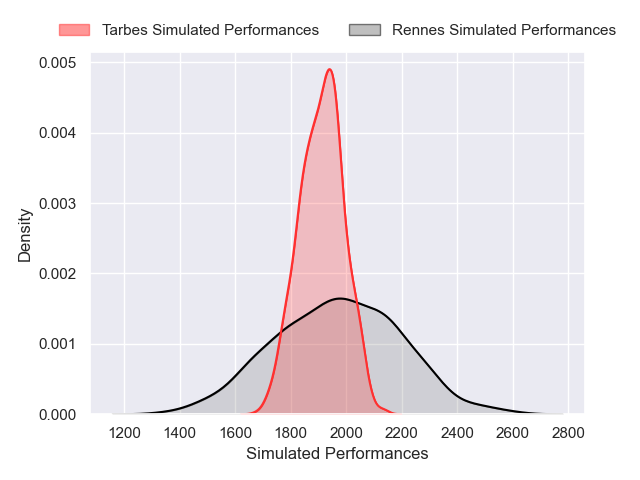 Tarbes Simulated Performances Rennes Simulated Performances
0.005
0.004
0.003
0.002
0.001
0.000
Density
1200 1400 1600 1800 2000 2200 2400 2600 2800
Simulated Performances